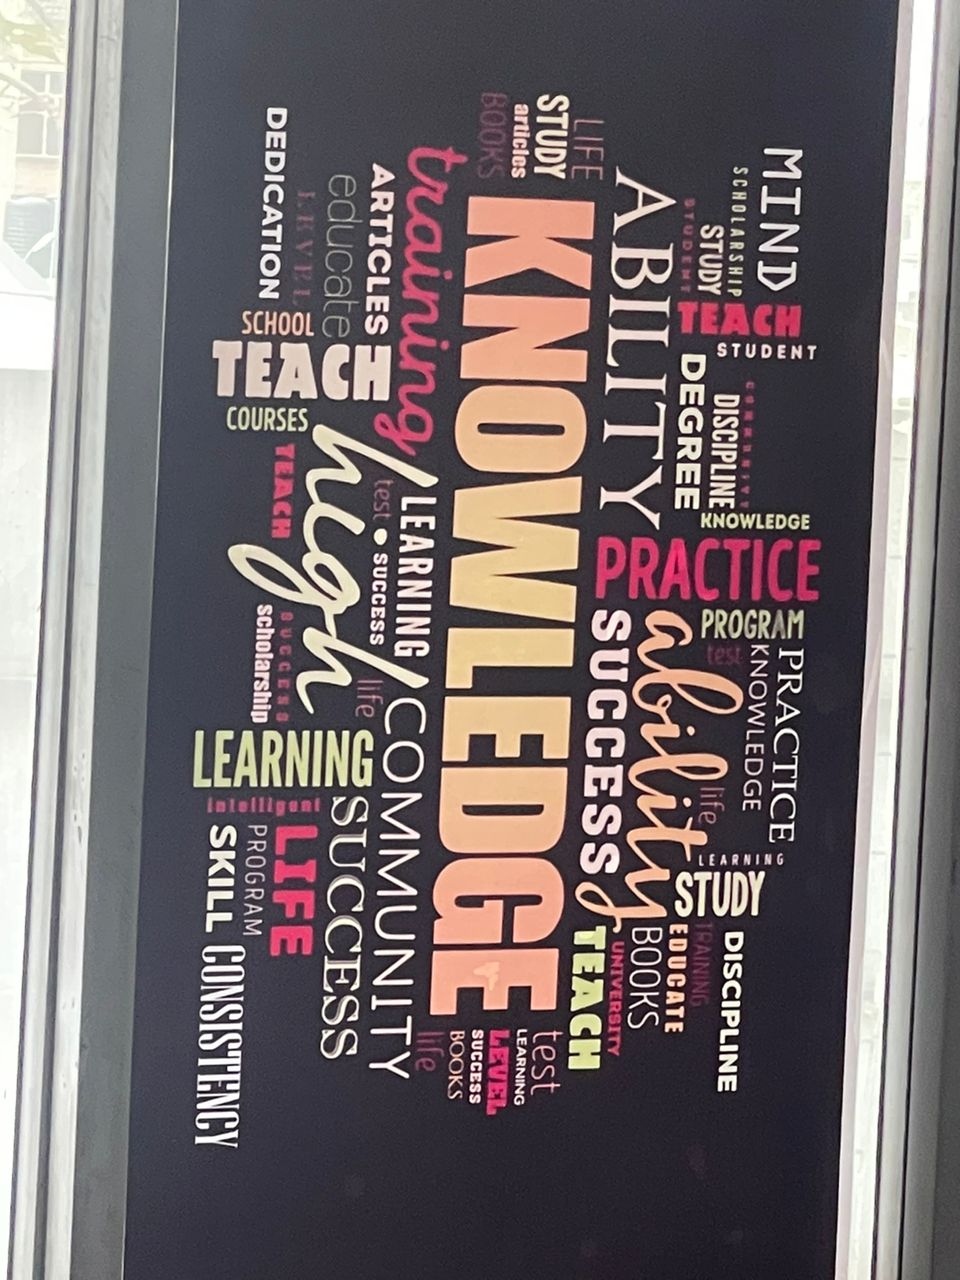 MIND
SCHOLARSHIP
STUDY
STUDENT
TEACH
STUDENT
COMMUNITY
DISCIPLINE
DEGREE
KNOWLEDGE
PRACTICE
PROGRAM
test
PRACTICE
KNOWLEDGE
life
LEARNING
STUDY
DISCIPLINE
TRAINING
EDUCATE
BOOKS
UNIVERSITY
TEACH
ABILITY
ability
SUCCESS
LIFE
STUDY
articles
BOOKS
KNOWLEDGE
test
LEARNING
LEVEL
SUCCESS
BOOKS
life
training
LEARNING
COMMUNITY
ARTICLES
educate
TEACH
test
SUCCESS
life
high
SUCCESS
LEVEL
SCHOOL
DEDICATION
COURSES
TEACH
SUCCESS
scholarship
LEARNING
intelligent
LIFE
PROGRAM
SKILL
CONSISTENCY